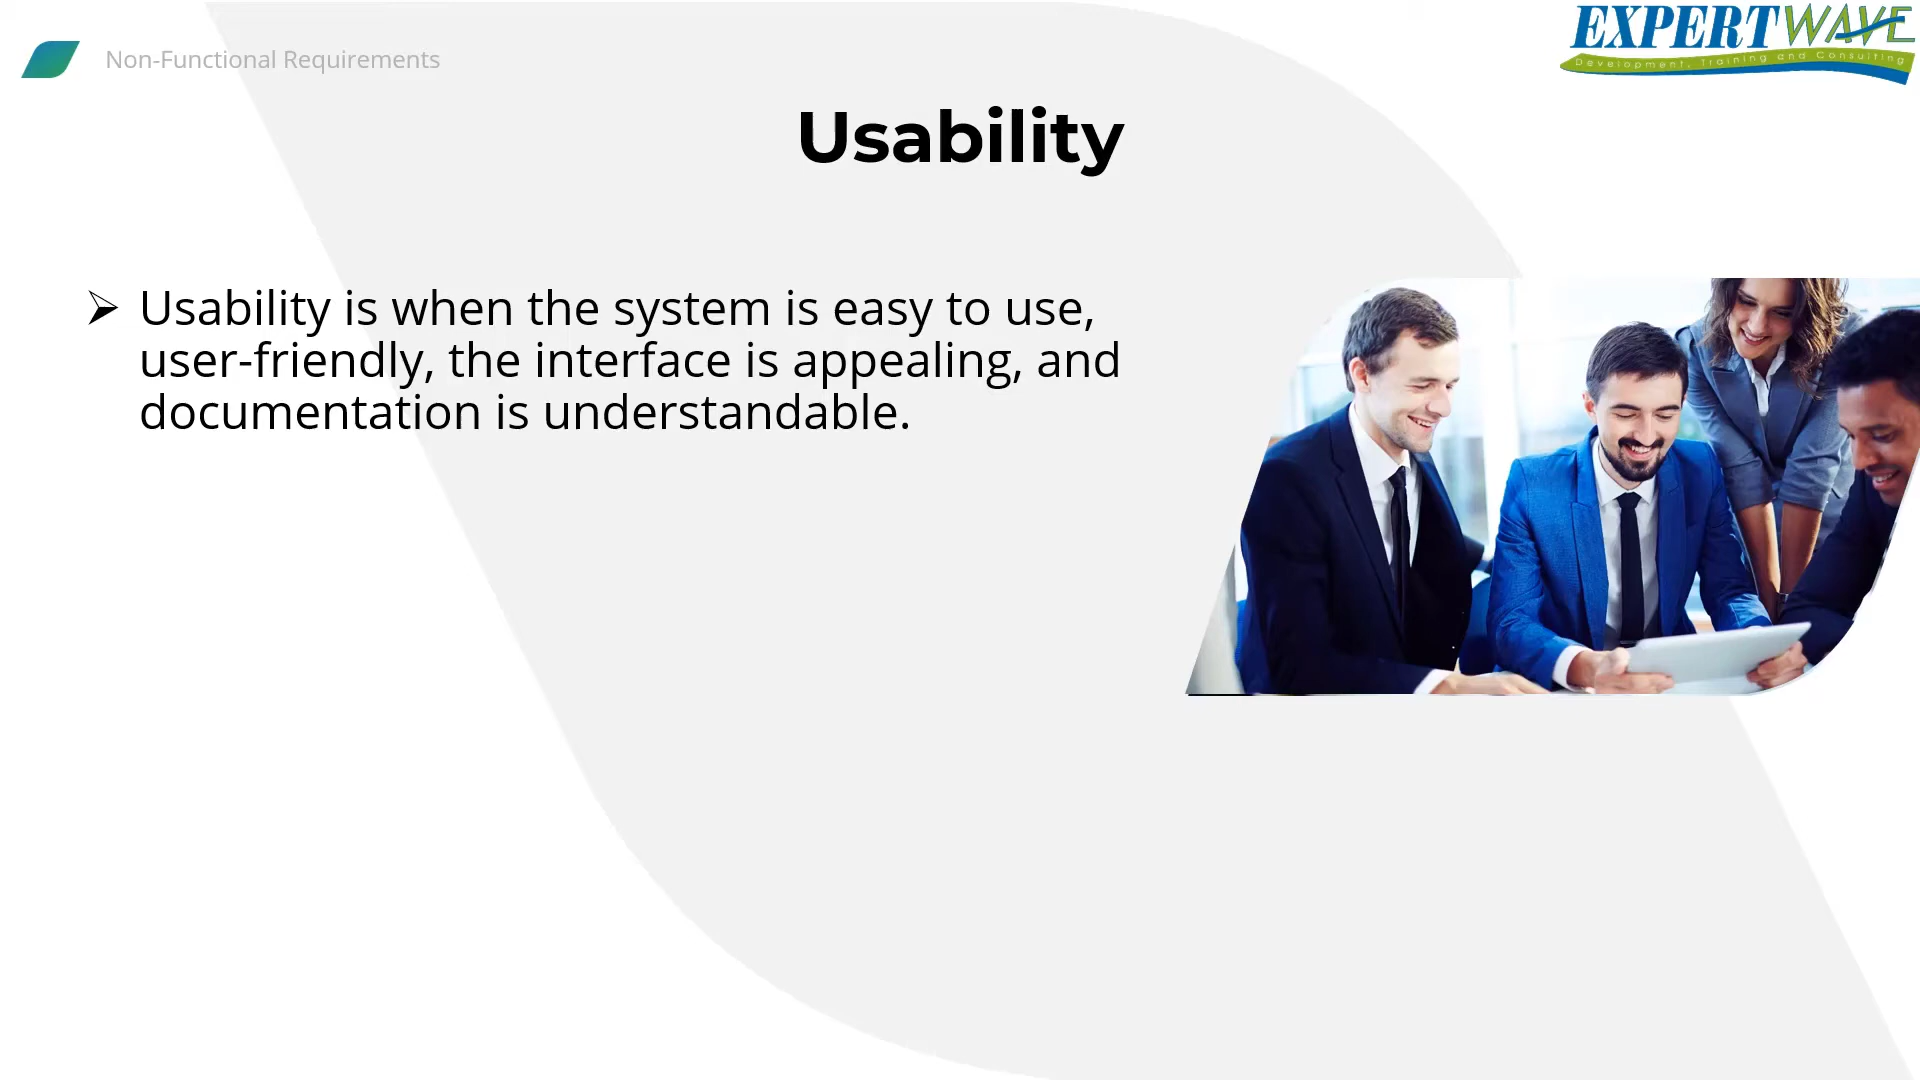 Non-Functional Requirements
EXPERTWAVE
Development, Training and Consulting
Usability
➢ Usability is when the system is easy to use,
user-friendly, the interface is appealing, and
documentation is understandable.